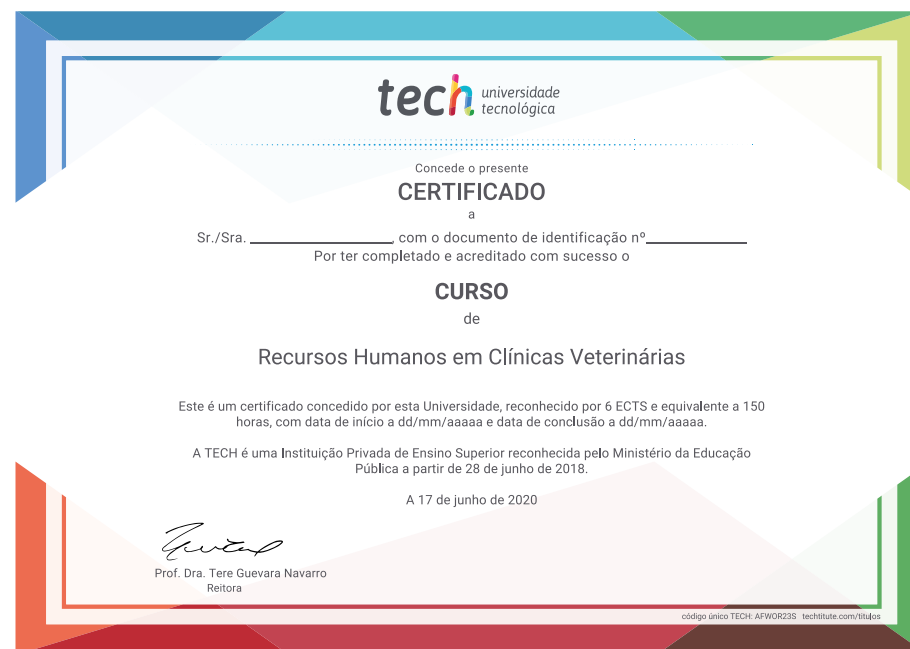 tech universidade
tecnológica
Concede o presente
CERTIFICADO
a
Sr./Sra. , com o documento de identificação nº
Por ter completado e acreditado com sucesso o
CURSO
de
Recursos Humanos em Clínicas Veterinárias
Este é um certificado concedido por esta Universidade, reconhecido por 6 ECTS e equivalente a 150
horas, com data de início a dd/mm/aaaaa e data de conclusão a dd/mm/aaaaa.
A TECH é uma Instituição Privada de Ensino Superior reconhecida pelo Ministério da Educação
Pública a partir de 28 de junho de 2018.
A 17 de junho de 2020
Prof. Dra. Tere Guevara Navarro
Reitora
código único TECH: AFWOR23S techtitute.com/titulos